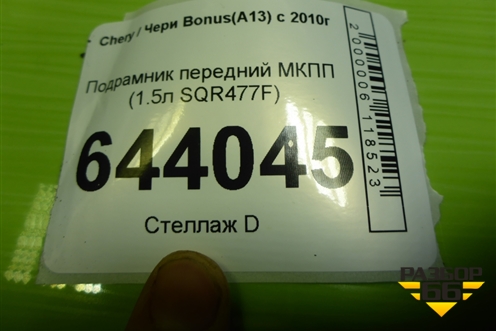 Chery / Чери Bonus(A13) с 2010г
Подрамник передний МКПП
(1.5л SQR477F)
644045
Стеллаж D
2000006118523
РАЗБОР
66